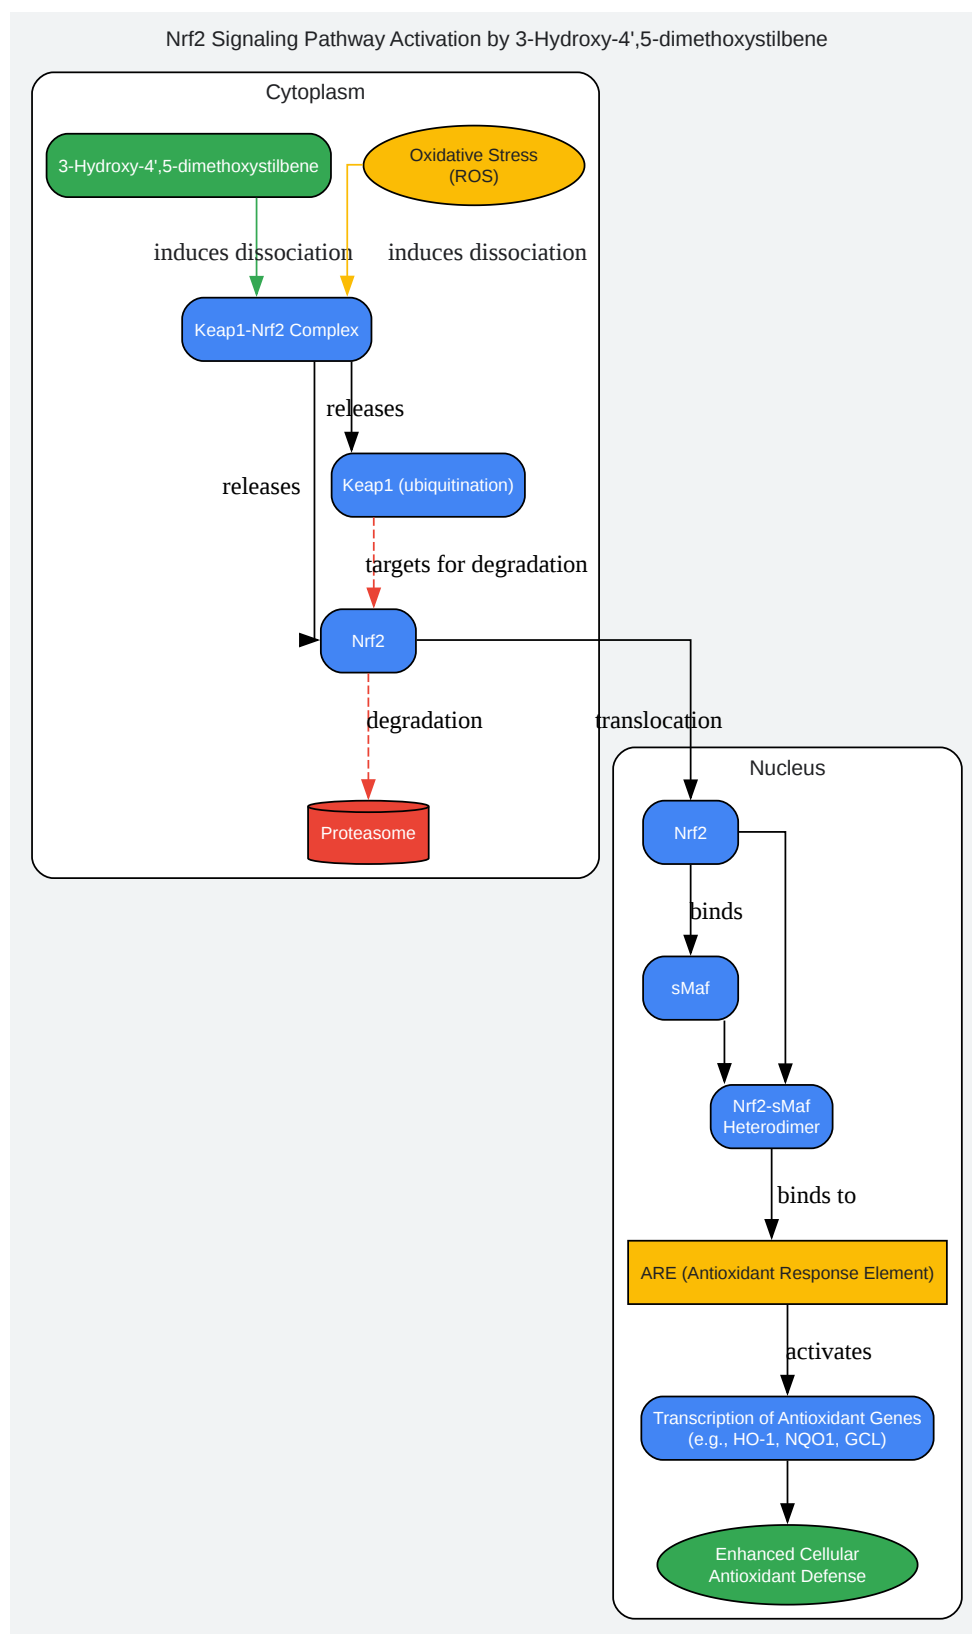 Nrf2 Signaling Pathway Activation by 3-Hydroxy-4',5-dimethoxystilbene
Cytoplasm
3-Hydroxy-4',5-dimethoxystilbene
Oxidative Stress
(ROS)
induces dissociation
induces dissociation
Keap1-Nrf2 Complex
releases
releases
Keap1 (ubiquitination)
targets for degradation
Nrf2
degradation
translocation
Proteasome
Nucleus
Nrf2
binds
sMaf
Nrf2-sMaf
Heterodimer
binds to
ARE (Antioxidant Response Element)
activates
Transcription of Antioxidant Genes
(e.g., HO-1, NQO1, GCL)
Enhanced Cellular
Antioxidant Defense